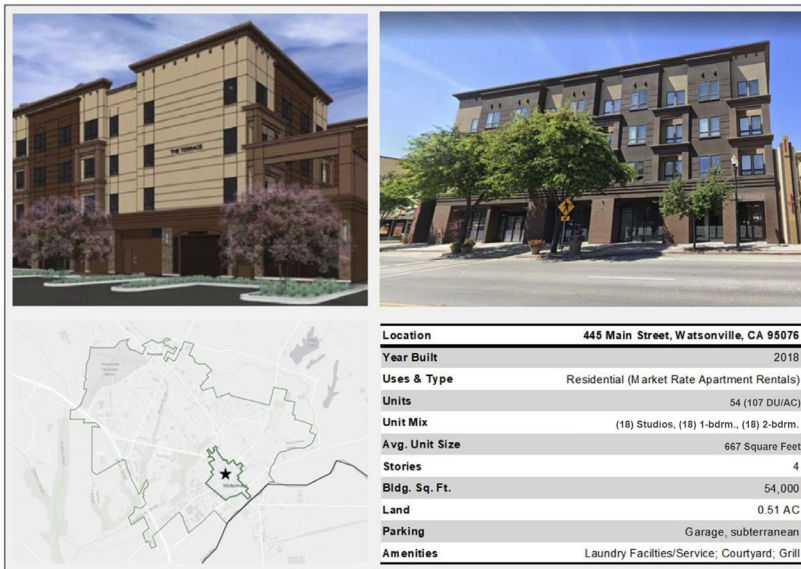 THE TERRACE
Location 445 Main Street, Watsonville, CA 95076
Year Built 2018
Uses & Type Residential (Market Rate Apartment Rentals)
Units 54 (107 DU/AC)
Unit Mix (18) Studios, (18) 1-bdrm., (18) 2-bdrm.
Avg. Unit Size 667 Square Feet
Stories 4
Bldg. Sq. Ft. 54,000
Land 0.51 AC
Parking Garage, subterranean
Amenities Laundry Facilties/Service; Courtyard; Grill